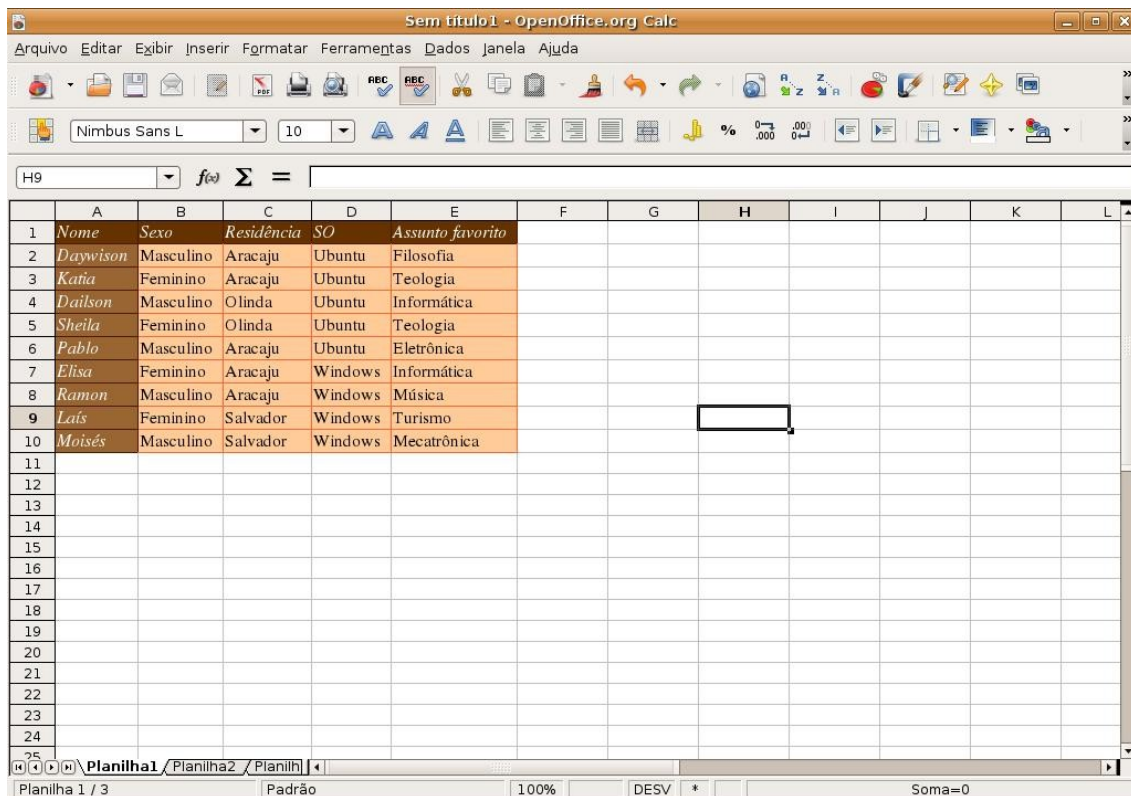 Sem título1 - OpenOffice.org Calc
Arquivo Editar Exibir Inserir Formatar Ferramentas Dados Janela Ajuda
Nimbus Sans L 10
H9 f(x) Σ =
A B C D E F G H I J K L
1 Nome Sexo Residência SO Assunto favorito
2 Daywison Masculino Aracaju Ubuntu Filosofia
3 Katia Feminino Aracaju Ubuntu Teologia
4 Dailson Masculino Olinda Ubuntu Informática
5 Sheila Feminino Olinda Ubuntu Teologia
6 Pablo Masculino Aracaju Ubuntu Eletrônica
7 Elisa Feminino Aracaju Windows Informática
8 Ramon Masculino Aracaju Windows Música
9 Laís Feminino Salvador Windows Turismo
10 Moisés Masculino Salvador Windows Mecatrônica
11
12
13
14
15
16
17
18
19
20
21
22
23
24
25
Planilha1 Planilha2 Planilh
Planilha 1 / 3 Padrão 100% DESV * Soma=0